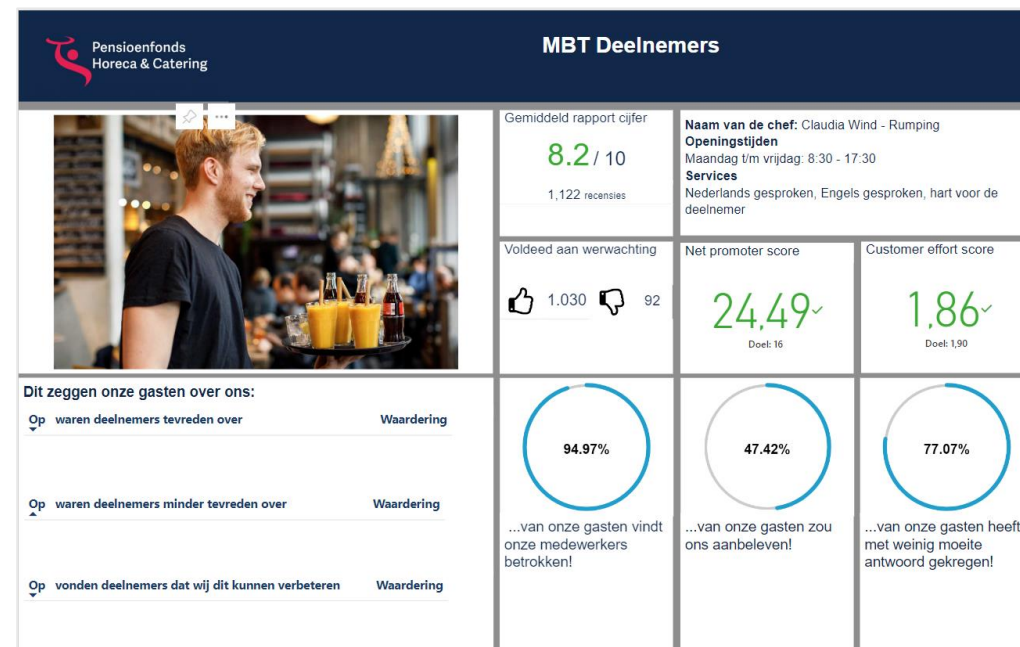 Pensioenfonds
Horeca & Catering
MBT Deelnemers
Gemiddeld rapport cijfer
8.2 / 10
1,122 recensies
Naam van de chef: Claudia Wind - Rumping
Openingstijden
Maandag t/m vrijdag: 8:30 - 17:30
Services
Nederlands gesproken, Engels gesproken, hart voor de
deelnemer
Voldeed aan werwachting
1.030 92
Net promoter score
24,49
Doel: 16
Customer effort score
1,86
Doel: 1,90
Dit zeggen onze gasten over ons:
Op waren deelnemers tevreden over Waardering
Op waren deelnemers minder tevreden over Waardering
Op vonden deelnemers dat wij dit kunnen verbeteren Waardering
94.97%
...van onze gasten vindt
onze medewerkers
betrokken!
47.42%
...van onze gasten zou
ons aanbeleven!
77.07%
...van onze gasten heeft
met weinig moeite
antwoord gekregen!